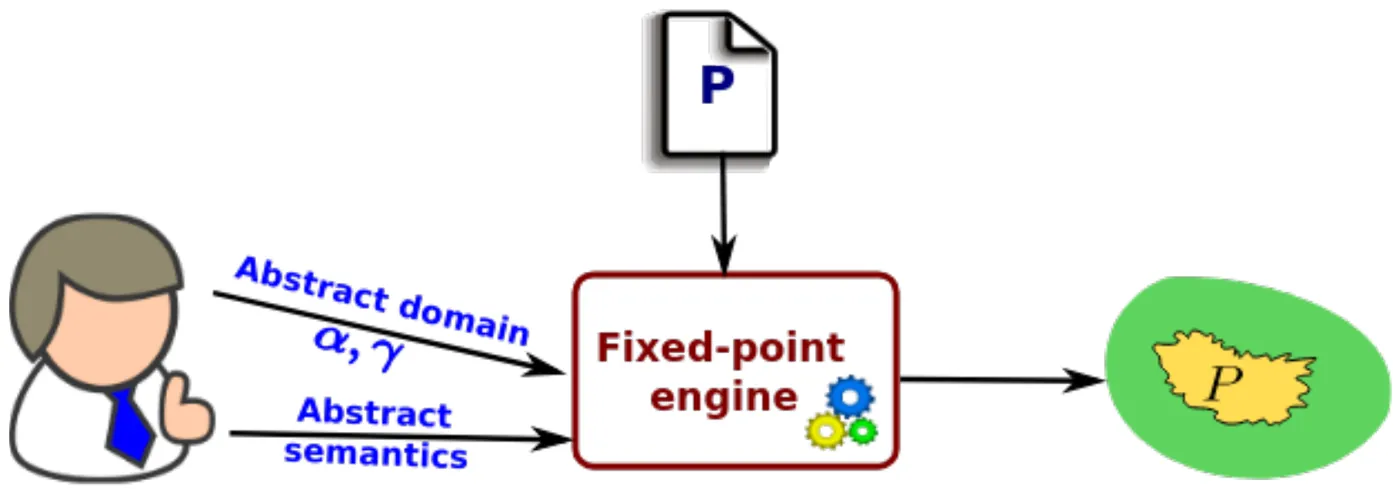 P
Abstract domain
α, γ
Abstract
semantics
Fixed-point
engine
P